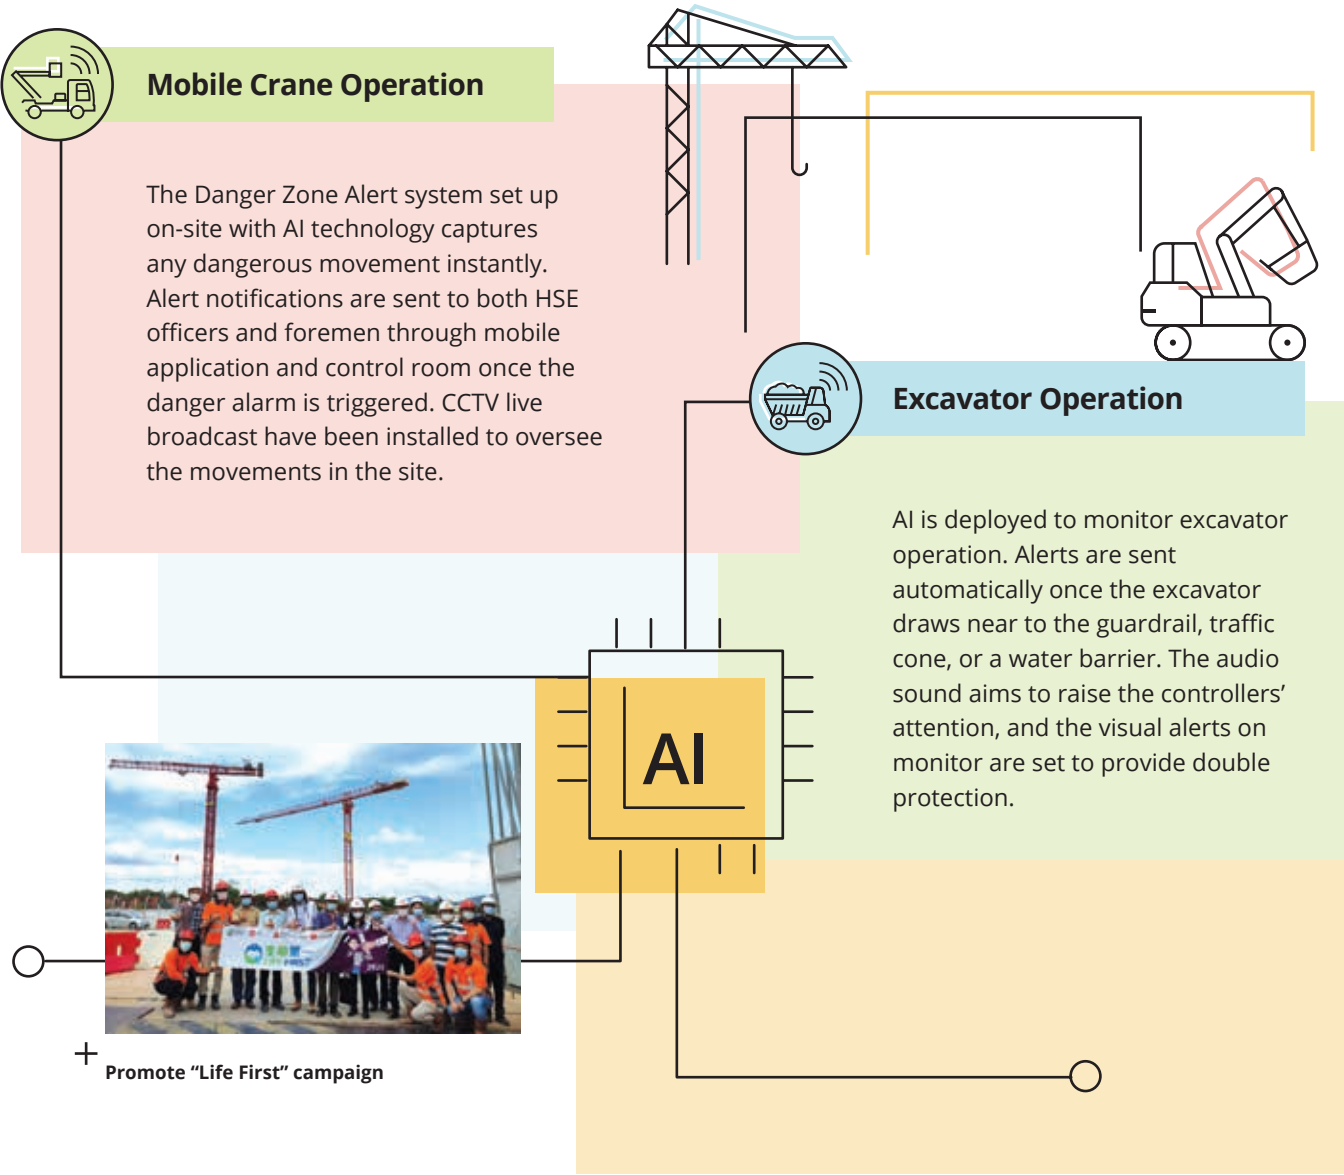 Mobile Crane Operation
The Danger Zone Alert system set up
on-site with AI technology captures
any dangerous movement instantly.
Alert notifications are sent to both HSE
officers and foremen through mobile
application and control room once the
danger alarm is triggered. CCTV live
broadcast have been installed to oversee
the movements in the site.
Excavator Operation
AI is deployed to monitor excavator
operation. Alerts are sent
automatically once the excavator
draws near to the guardrail, traffic
cone, or a water barrier. The audio
sound aims to raise the controllers’
attention, and the visual alerts on
monitor are set to provide double
protection.
AI
Promote “Life First” campaign